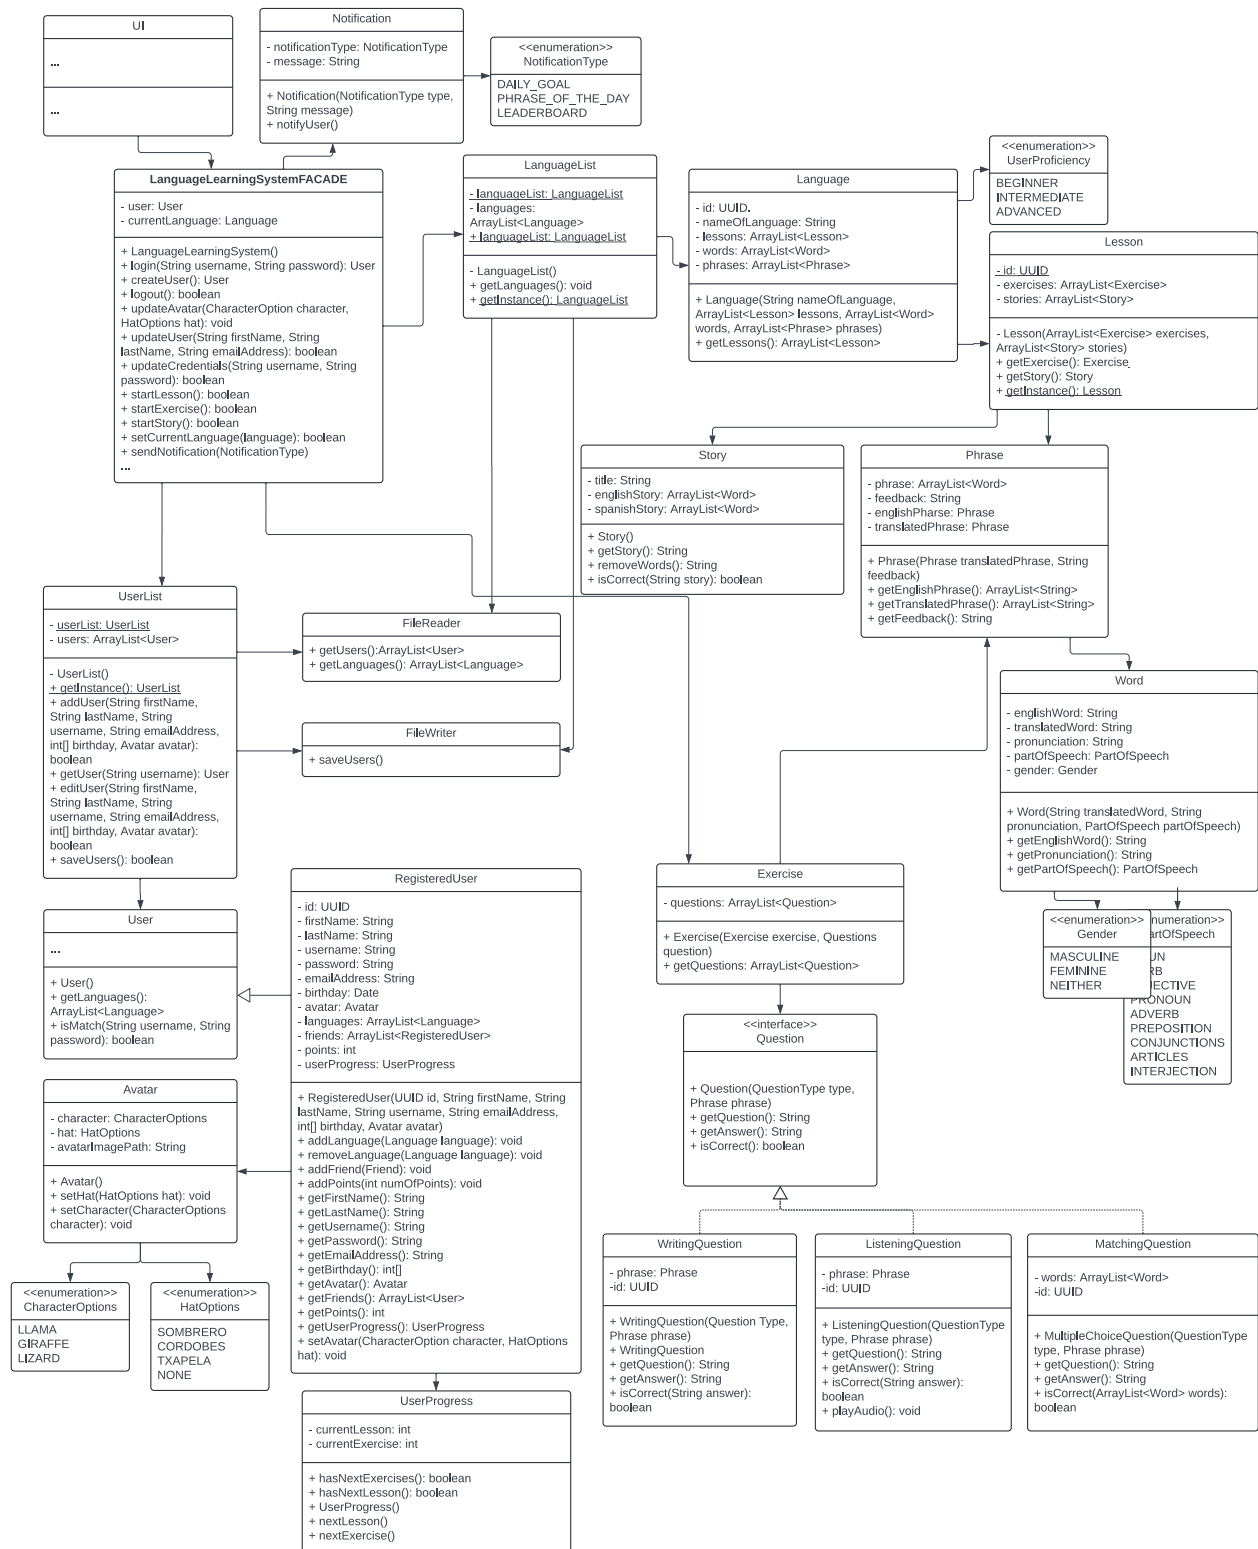 UI
...
...
Notification
- notificationType: NotificationType
- message: String
+ Notification(NotificationType type,
String message)
+ notifyUser()
<<enumeration>>
NotificationType
DAILY_GOAL
PHRASE_OF_THE_DAY
LEADERBOARD
LanguageLearningSystemFACADE
- user: User
- currentLanguage: Language
+ LanguageLearningSystem()
+ login(String username, String password): User
+ createUser(): User
+ logout(): boolean
+ updateAvatar(CharacterOption character,
HatOptions hat): void
+ updateUser(String firstName, String
lastName, String emailAddress): boolean
+ updateCredentials(String username, String
password): boolean
+ startLesson(): boolean
+ startExercise(): boolean
+ startStory(): boolean
+ setCurrentLanguage(language): boolean
+ sendNotification(NotificationType)
...
LanguageList
- languageList: LanguageList
- languages:
ArrayList<Language>
+ languageList: LanguageList
- LanguageList()
+ getLanguages(): void
+ getInstance(): LanguageList
Language
- id: UUID.
- nameOfLanguage: String
- lessons: ArrayList<Lesson>
- words: ArrayList<Word>
- phrases: ArrayList<Phrase>
+ Language(String nameOfLanguage,
ArrayList<Lesson> lessons, ArrayList<Word>
words, ArrayList<Phrase> phrases)
+ getLessons(): ArrayList<Lesson>
<<enumeration>>
UserProficiency
BEGINNER
INTERMEDIATE
ADVANCED
Lesson
- id: UUID
- exercises: ArrayList<Exercise>
- stories: ArrayList<Story>
- Lesson(ArrayList<Exercise> exercises,
ArrayList<Story> stories)
+ getExercise(): Exercise
+ getStory(): Story
+ getInstance(): Lesson
Story
- title: String
- englishStory: ArrayList<Word>
- spanishStory: ArrayList<Word>
+ Story()
+ getStory(): String
+ removeWords(): String
+ isCorrect(String story): boolean
Phrase
- phrase: ArrayList<Word>
- feedback: String
- englishPharse: Phrase
- translatedPhrase: Phrase
+ Phrase(Phrase translatedPhrase, String
feedback)
+ getEnglishPhrase(): ArrayList<String>
+ getTranslatedPhrase(): ArrayList<String>
+ getFeedback(): String
UserList
- userList: UserList
- users: ArrayList<User>
- UserList()
+ getInstance(): UserList
+ addUser(String firstName,
String lastName, String
username, String emailAddress,
int[] birthday, Avatar avatar):
boolean
+ getUser(String username): User
+ editUser(String firstName,
String lastName, String
username, String emailAddress,
int[] birthday, Avatar avatar):
boolean
+ saveUsers(): boolean
FileReader
+ getUsers():ArrayList<User>
+ getLanguages(): ArrayList<Language>
FileWriter
+ saveUsers()
Word
- englishWord: String
- translatedWord: String
- pronunciation: String
- partOfSpeech: PartOfSpeech
- gender: Gender
+ Word(String translatedWord, String
pronunciation, PartOfSpeech partOfSpeech)
+ getEnglishWord(): String
+ getPronunciation(): String
+ getPartOfSpeech(): PartOfSpeech
<<enumeration>>
Gender
MASCULINE
FEMININE
NEITHER
PRONOUN
ADVERB
PREPOSITION
CONJUNCTIONS
ARTICLES
INTERJECTION
User
...
+ User()
+ getLanguages():
ArrayList<Language>
+ isMatch(String username, String
password): boolean
RegisteredUser
- id: UUID
- firstName: String
- lastName: String
- username: String
- password: String
- emailAddress: String
- birthday: Date
- avatar: Avatar
- languages: ArrayList<Language>
- friends: ArrayList<RegisteredUser>
- points: int
- userProgress: UserProgress
+ RegisteredUser(UUID id, String firstName, String
lastName, String username, String emailAddress,
int[] birthday, Avatar avatar)
+ addLanguage(Language language): void
+ removeLanguage(Language language): void
+ addFriend(Friend): void
+ addPoints(int numOfPoints): void
+ getFirstName(): String
+ getLastName(): String
+ getUsername(): String
+ getPassword(): String
+ getEmailAddress(): String
+ getBirthday(): int[]
+ getAvatar(): Avatar
+ getFriends(): ArrayList<User>
+ getPoints(): int
+ getUserProgress(): UserProgress
+ setAvatar(CharacterOption character, HatOptions
hat): void
Exercise
- questions: ArrayList<Question>
+ Exercise(Exercise exercise, Questions
question)
+ getQuestions: ArrayList<Question>
<<interface>>
Question
+ Question(QuestionType type,
Phrase phrase)
+ getQuestion(): String
+ getAnswer(): String
+ isCorrect(): boolean
Avatar
- character: CharacterOptions
- hat: HatOptions
- avatarImagePath: String
+ Avatar()
+ setHat(HatOptions hat): void
+ setCharacter(CharacterOptions
character): void
<<enumeration>>
CharacterOptions
LLAMA
GIRAFFE
LIZARD
<<enumeration>>
HatOptions
SOMBRERO
CORDOBES
TXAPELA
NONE
WritingQuestion
- phrase: Phrase
-id: UUID
+ WritingQuestion(Question Type,
Phrase phrase)
+ WritingQuestion
+ getQuestion(): String
+ getAnswer(): String
+ isCorrect(String answer):
boolean
ListeningQuestion
- phrase: Phrase
-id: UUID
+ ListeningQuestion(QuestionType
type, Phrase phrase)
+ getQuestion(): String
+ getAnswer(): String
+ isCorrect(String answer):
boolean
+ playAudio(): void
MatchingQuestion
- words: ArrayList<Word>
-id: UUID
+ MultipleChoiceQuestion(QuestionType
type, Phrase phrase)
+ getQuestion(): String
+ getAnswer(): String
+ isCorrect(ArrayList<Word> words):
boolean
UserProgress
- currentLesson: int
- currentExercise: int
+ hasNextExercises(): boolean
+ hasNextLesson(): boolean
+ UserProgress()
+ nextLesson()
+ nextExercise()